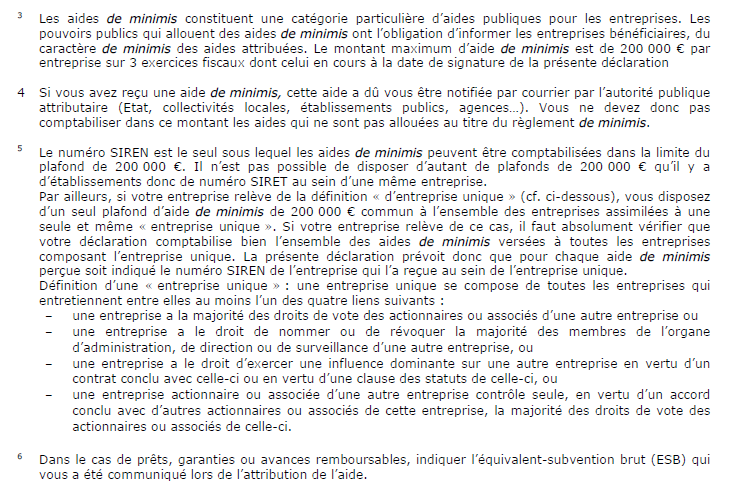 3 Les aides de minimis constituent une catégorie particulière d’aides publiques pour les entreprises. Les
pouvoirs publics qui allouent des aides de minimis ont l’obligation d’informer les entreprises bénéficiaires, du
caractère de minimis des aides attribuées. Le montant maximum d’aide de minimis est de 200 000 € par
entreprise sur 3 exercices fiscaux dont celui en cours à la date de signature de la présente déclaration
4 Si vous avez reçu une aide de minimis, cette aide a dû vous être notifiée par courrier par l’autorité publique
attributaire (Etat, collectivités locales, établissements publics, agences…). Vous ne devez donc pas
comptabiliser dans ce montant les aides qui ne sont pas allouées au titre du règlement de minimis.
5 Le numéro SIREN est le seul sous lequel les aides de minimis peuvent être comptabilisées dans la limite du
plafond de 200 000 €. Il n’est pas possible de disposer d’autant de plafonds de 200 000 € qu’il y a
d’établissements donc de numéro SIRET au sein d’une même entreprise.
Par ailleurs, si votre entreprise relève de la définition « d’entreprise unique » (cf. ci-dessous), vous disposez
d’un seul plafond d’aide de minimis de 200 000 € commun à l’ensemble des entreprises assimilées à une
seule et même « entreprise unique ». Si votre entreprise relève de ce cas, il faut absolument vérifier que
votre déclaration comptabilise bien l’ensemble des aides de minimis versées à toutes les entreprises
composant l’entreprise unique. La présente déclaration prévoit donc que pour chaque aide de minimis
perçue soit indiqué le numéro SIREN de l’entreprise qui l’a reçue au sein de l’entreprise unique.
Définition d’une « entreprise unique » : une entreprise unique se compose de toutes les entreprises qui
entretiennent entre elles au moins l’un des quatre liens suivants :
– une entreprise a la majorité des droits de vote des actionnaires ou associés d’une autre entreprise ou
– une entreprise a le droit de nommer ou de révoquer la majorité des membres de l’organe
d’administration, de direction ou de surveillance d’une autre entreprise, ou
– une entreprise a le droit d’exercer une influence dominante sur une autre entreprise en vertu d’un
contrat conclu avec celle-ci ou en vertu d’une clause des statuts de celle-ci, ou
– une entreprise actionnaire ou associée d’une autre entreprise contrôle seule, en vertu d’un accord
conclu avec d’autres actionnaires ou associés de cette entreprise, la majorité des droits de vote des
actionnaires ou associés de celle-ci.
6 Dans le cas de prêts, garanties ou avances remboursables, indiquer l’équivalent-subvention brut (ESB) qui
vous a été communiqué lors de l’attribution de l’aide.